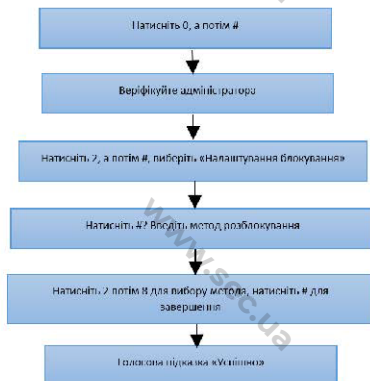 Натисніть 0, а потім #
Веріфікуйте адміністратора
Натисніть 2, а потім #, виберіть «Налаштування блокування»
Натисніть #? Введіть метод розблокування
Натисніть 2 потім 8 для вибору метода, натисніть # для
завершення
Голосова підказка «Успішно»
www.scc.ua